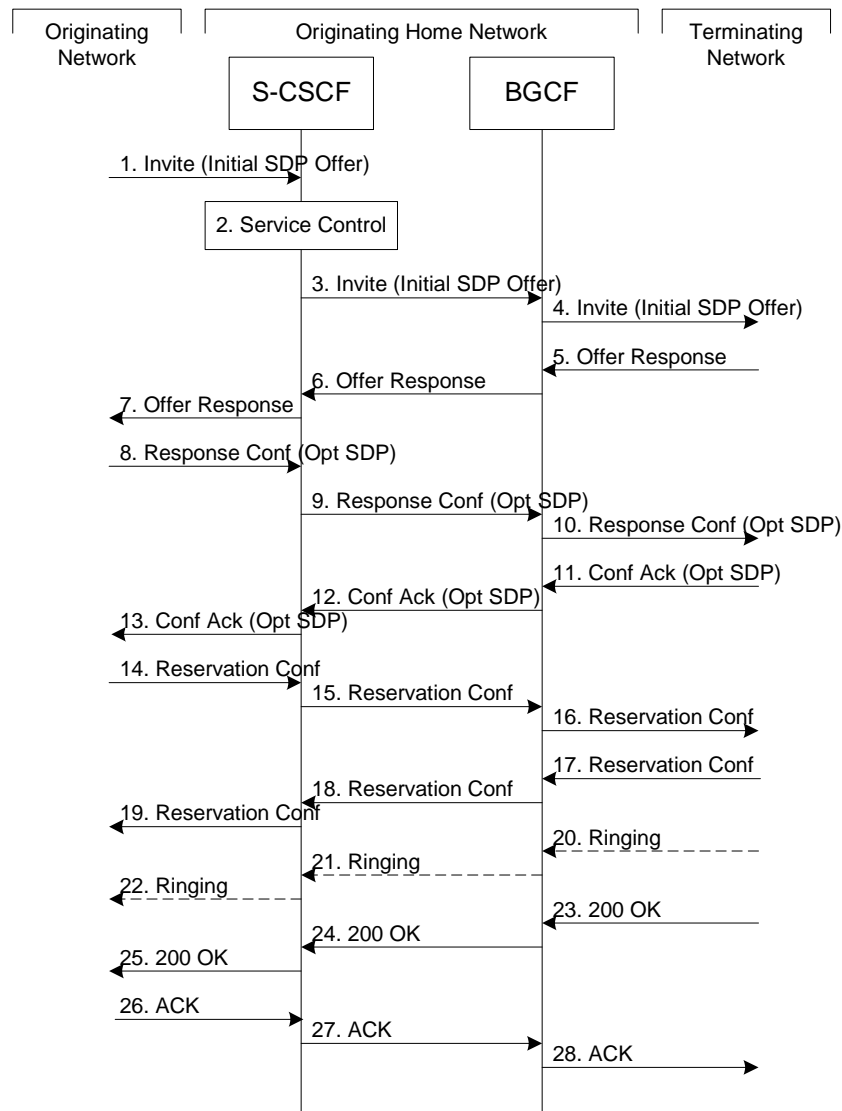 Originating
Network
Originating Home Network
Terminating
Network
S-CSCF
BGCF
1. Invite (Initial SDP Offer)
2. Service Control
3. Invite (Initial SDP Offer)
4. Invite (Initial SDP Offer)
5. Offer Response
6. Offer Response
7. Offer Response
8. Response Conf (Opt SDP)
9. Response Conf (Opt SDP)
10. Response Conf (Opt SDP)
11. Conf Ack (Opt SDP)
12. Conf Ack (Opt SDP)
13. Conf Ack (Opt SDP)
14. Reservation Conf
15. Reservation Conf
16. Reservation Conf
17. Reservation Conf
18. Reservation Conf
19. Reservation Conf
20. Ringing
21. Ringing
22. Ringing
23. 200 OK
24. 200 OK
25. 200 OK
26. ACK
27. ACK
28. ACK